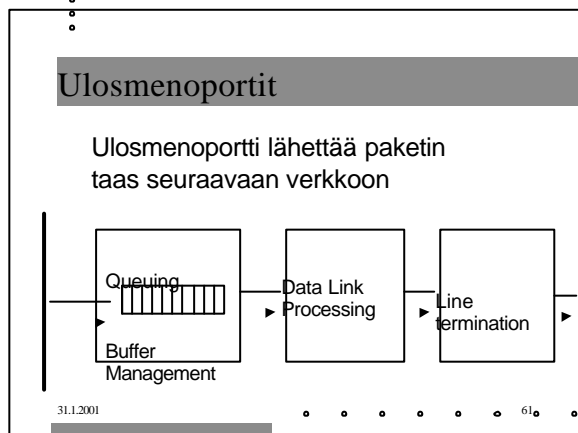 Ulosmenoportit
Ulosmenoportti lähettää paketin
taas seuraavaan verkkoon
Queuing
Buffer
Management
Data Link
Processing
Line
termination
31.1.2001
61